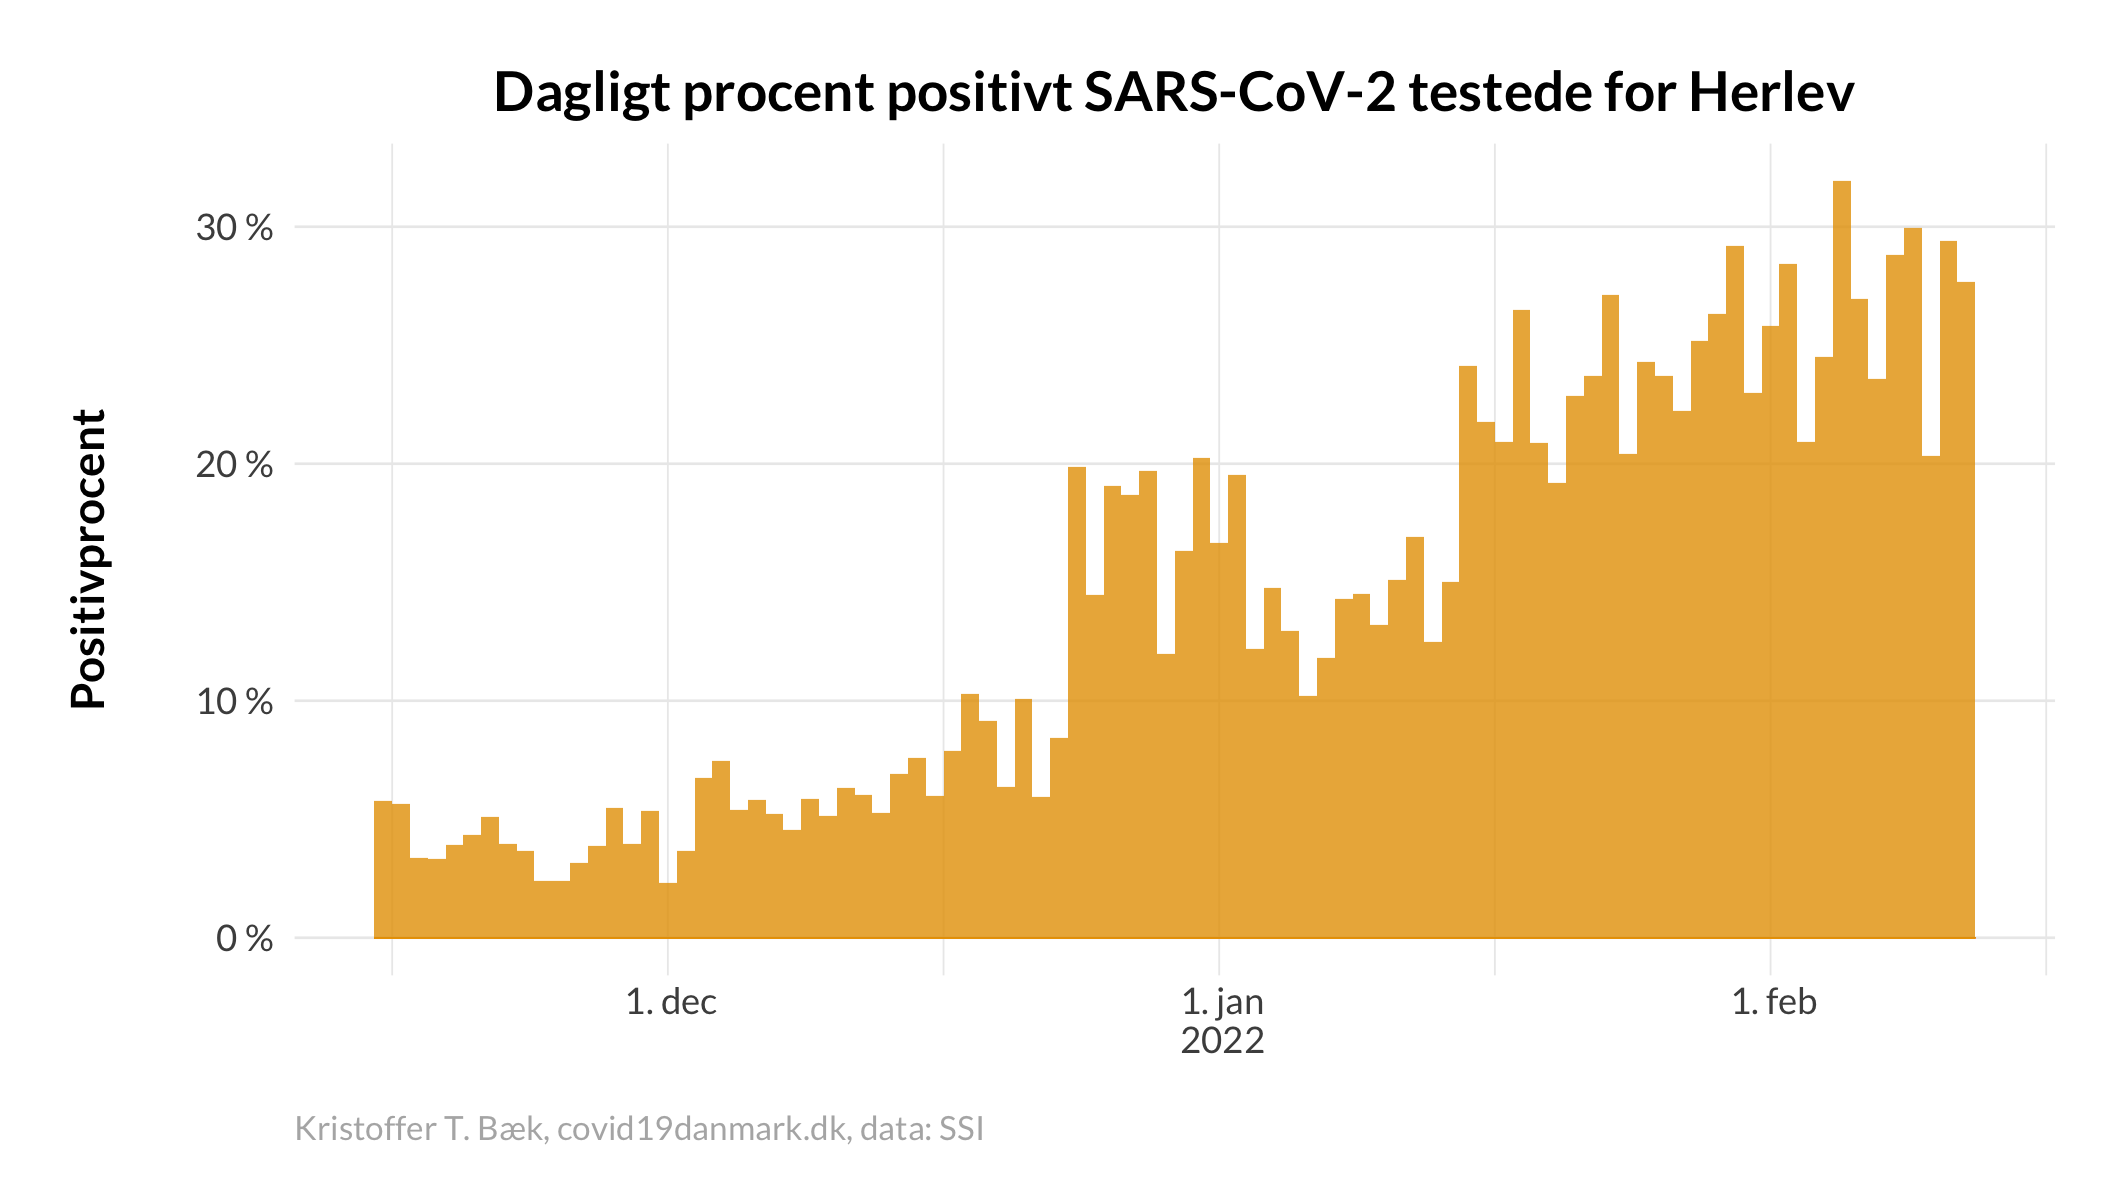 Dagligt procent positivt SARS-CoV-2 testede for Herlev
Positivprocent
30 %
20 %
10 %
0 %
1. dec
1. jan
2022
1. feb
Kristoffer T. Bæk, covid19danmark.dk, data: SSI